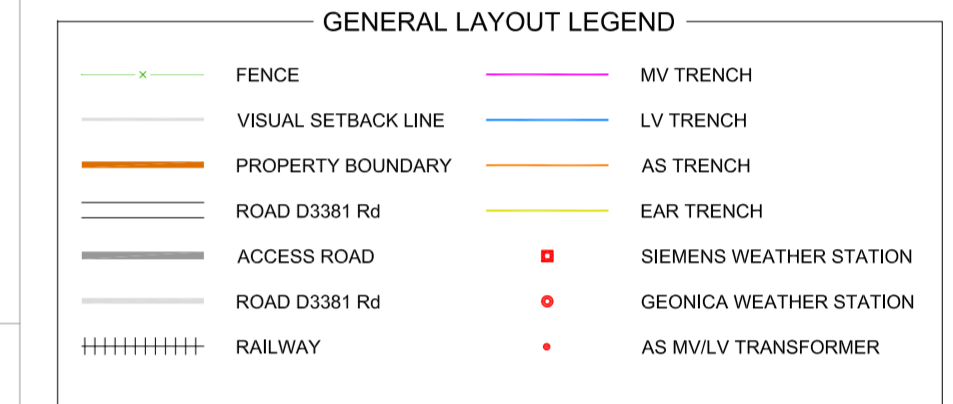 GENERAL LAYOUT LEGEND
FENCE
VISUAL SETBACK LINE
PROPERTY BOUNDARY
ROAD D3381 Rd
ACCESS ROAD
ROAD D3381 Rd
RAILWAY
MV TRENCH
LV TRENCH
AS TRENCH
EAR TRENCH
SIEMENS WEATHER STATION
GEONICA WEATHER STATION
AS MV/LV TRANSFORMER